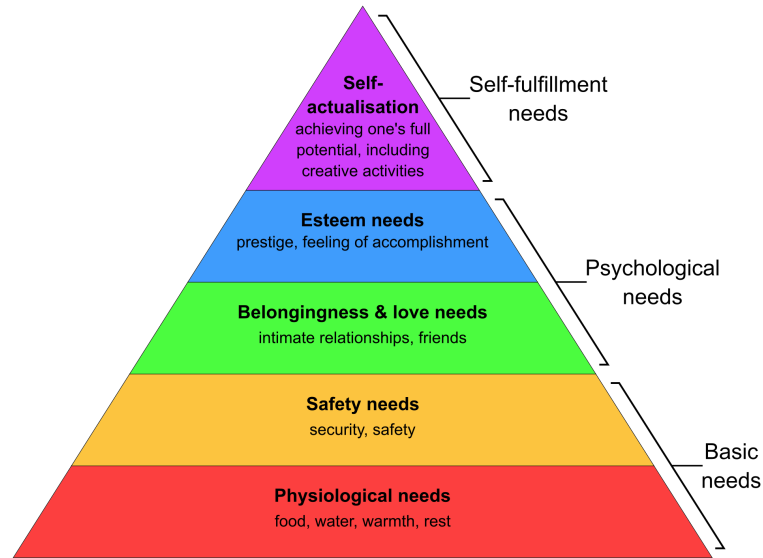 Self-
actualisation
achieving one's full
potential, including
creative activities
Self-fulfillment
needs
Esteem needs
prestige, feeling of accomplishment
Psychological
needs
Belongingness & love needs
intimate relationships, friends
Safety needs
security, safety
Basic
needs
Physiological needs
food, water, warmth, rest